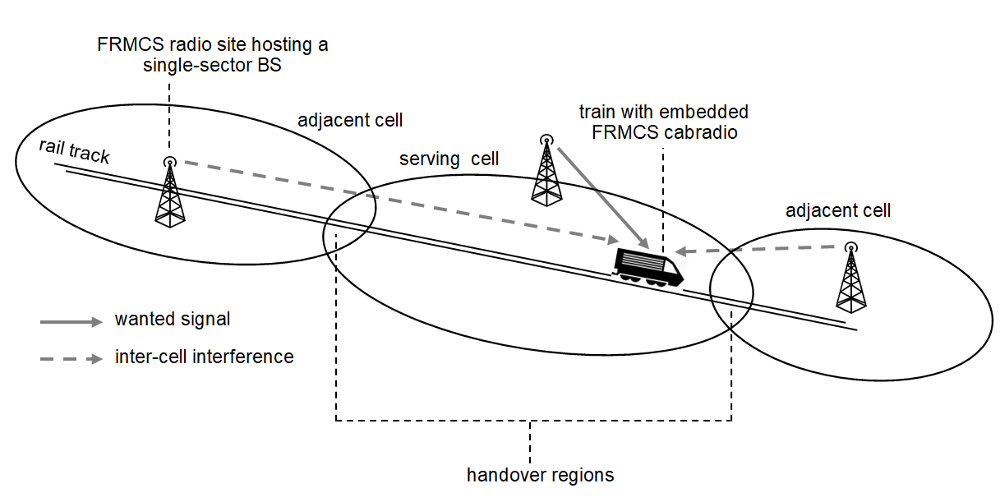 FRMCS radio site hosting a
single-sector BS
adjacent cell
train with embedded
FRMCS cabradio
rail track
serving cell
adjacent cell
wanted signal
inter-cell interference
handover regions